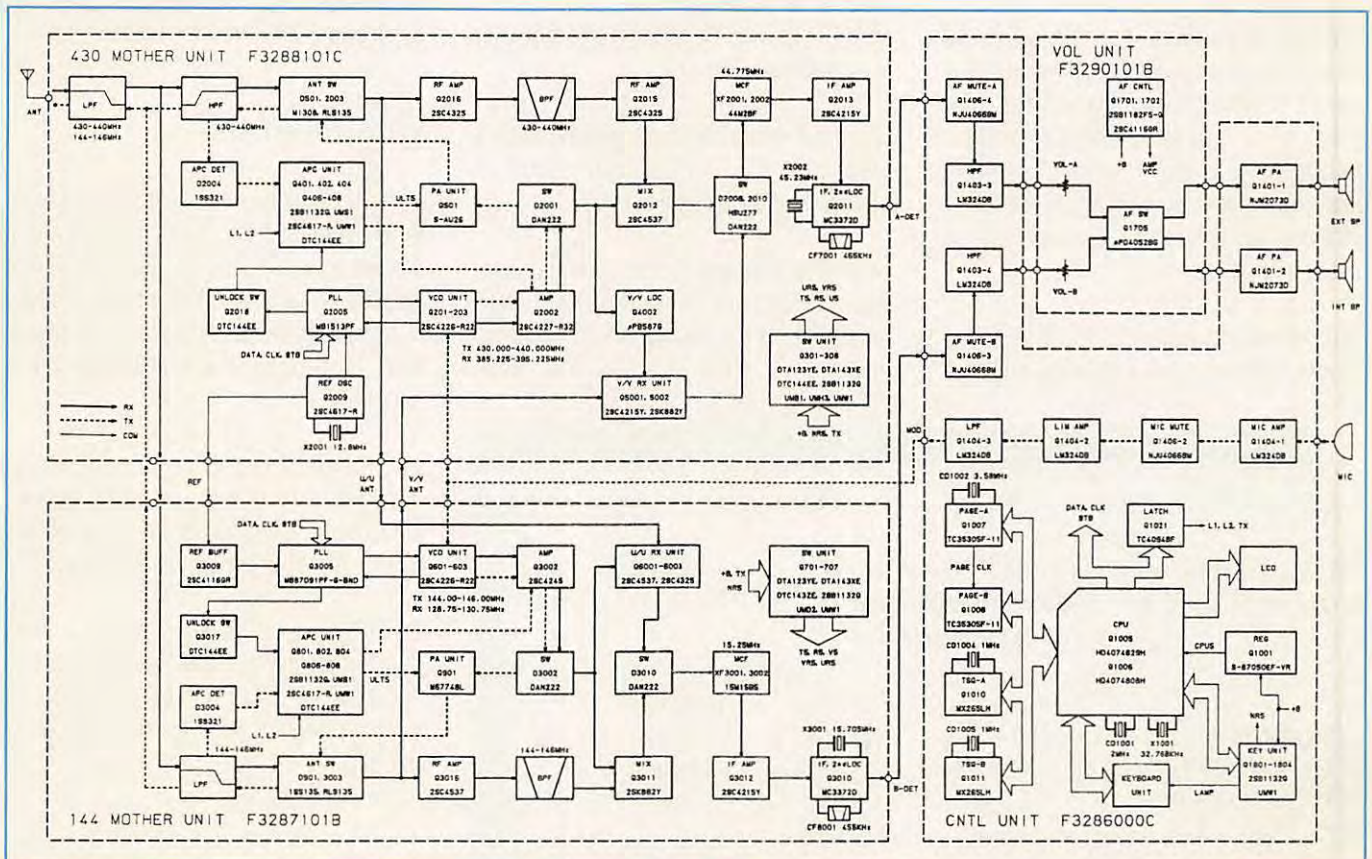 430 MOTHER UNIT F3288101C
ANT
LPF
430-440MHz
144-146MHz
HPF
430-440MHz
ANT SW
D501, 2003
MI308, RLS135
RF AMP
Q2016
2SC4325
BPF
430-440MHz
RF AMP
Q2015
2SC4325
44.775MHz
MCF
XF2001, 2002
44M2BF
IF AMP
Q2013
2SC4215Y
APC DET
D2004
1SS321
APC UNIT
Q401, 402, 404
Q406-408
2SB1132Q, UMS1
2SC4617-R, UMW1
DTC144EE
L1, L2
ULTS
PA UNIT
Q501
S-AU26
SW
D2001
DAN222
MIX
Q2012
2SC4537
SW
D2008, 2010
HSU277
DAN222
X2002
45.23MHz
IF, 2ndLOC
Q2011
MC3372D
CF7001 455KHz
A-DET
UNLOCK SW
Q2018
DTC144EE
PLL
Q2005
MB1513PF
DATA, CLK, STB
VCO UNIT
Q201-203
2SC4226-R22
TX 430.000-440.000MHz
RX 385.225-395.225MHz
AMP
Q2002
2SC4227-R32
V/V LOC
Q4002
μPB587G
URS, VRS
TS, RS, US
SW UNIT
Q301-308
DTA123YE, DTA143XE
DTC144EE, 2SB1132Q
UMB1, UMH3, UMW1
+B, NRS, TX
REF OSC
Q2009
2SC4617-R
X2001 12.8MHz
V/V RX UNIT
Q5001, 5002
2SC4215Y, 2SK882Y
RX
TX
COM
REF
U/U
ANT
V/V
ANT
MOD
DATA, CLK, STB
REF BUFF
Q3009
2SC4116GR
PLL
Q3005
MB87091PF-G-BND
VCO UNIT
Q601-603
2SC4226-R22
TX 144.00-146.00MHz
RX 128.75-130.75MHz
AMP
Q3002
2SC4245
U/U RX UNIT
Q6001-6003
2SC4537, 2SC4325
+B, TX
NRS
SW UNIT
Q701-707
DTA123YE, DTA143XE
DTC143ZE, 2SB1132Q
UMD2, UMW1
TS, RS, VS
VRS, URS
UNLOCK SW
Q3017
DTC144EE
APC UNIT
Q801, 802, 804
Q806-808
2SB1132Q, UMS1
2SC4617-R, UMW1
DTC144EE
L1, L2
ULTS
PA UNIT
Q901
M57748L
SW
D3002
DAN222
SW
D3010
DAN222
15.25MHz
MCF
XF3001, 3002
15M15BS
APC DET
D3004
1SS321
144-146MHz
LPF
ANT SW
D901, 3003
1SS135, RLS135
RF AMP
Q3016
2SC4537
144-146MHz
BPF
MIX
Q3011
2SK882Y
IF AMP
Q3012
2SC4215Y
X3001 15.705MHz
IF, 2ndLOC
Q3010
MC3372D
CF8001 455KHz
B-DET
144 MOTHER UNIT F3287101B
AF MUTE-A
Q1406-4
NJU4066BM
HPF
Q1403-3
LM324DB
HPF
Q1403-4
LM324DB
AF MUTE-B
Q1406-3
NJU4066BM
VOL UNIT
F3290101B
AF CNTL
Q1701, 1702
2SB1182FS-Q
2SC4116GR
+B
AMP
VCC
VOL-A
AF SW
Q1705
μPD4052BG
VOL-B
AF PA
Q1401-1
NJM2073D
EXT SP
AF PA
Q1401-2
NJM2073D
INT SP
LPF
Q1404-3
LM324DB
LIM AMP
Q1404-2
LM324DB
MIC MUTE
Q1406-2
NJU4066BM
MIC AMP
Q1404-1
LM324DB
MIC
CD1002 3.58MHz
PAGE-A
Q1007
TC35305F-11
PAGE CLK
PAGE-B
Q1008
TC35305F-11
CD1004 1MHz
TSQ-A
Q1010
MX265LH
CD1005 1MHz
TSQ-B
Q1011
MX265LH
DATA, CLK
STB
LATCH
Q1021
TC4094BF
L1, L2, TX
LCD
CPU
Q1005
HD4074829H
Q1006
HD4074808H
CPU5
REG
Q1001
S-87050EF-VR
+B
NRS
CD1001
2MHz
X1001
32.768KHz
KEYBOARD
UNIT
LAMP
KEY UNIT
Q1801-1804
2SB1132Q
UMW1
CNTL UNIT F3286000C